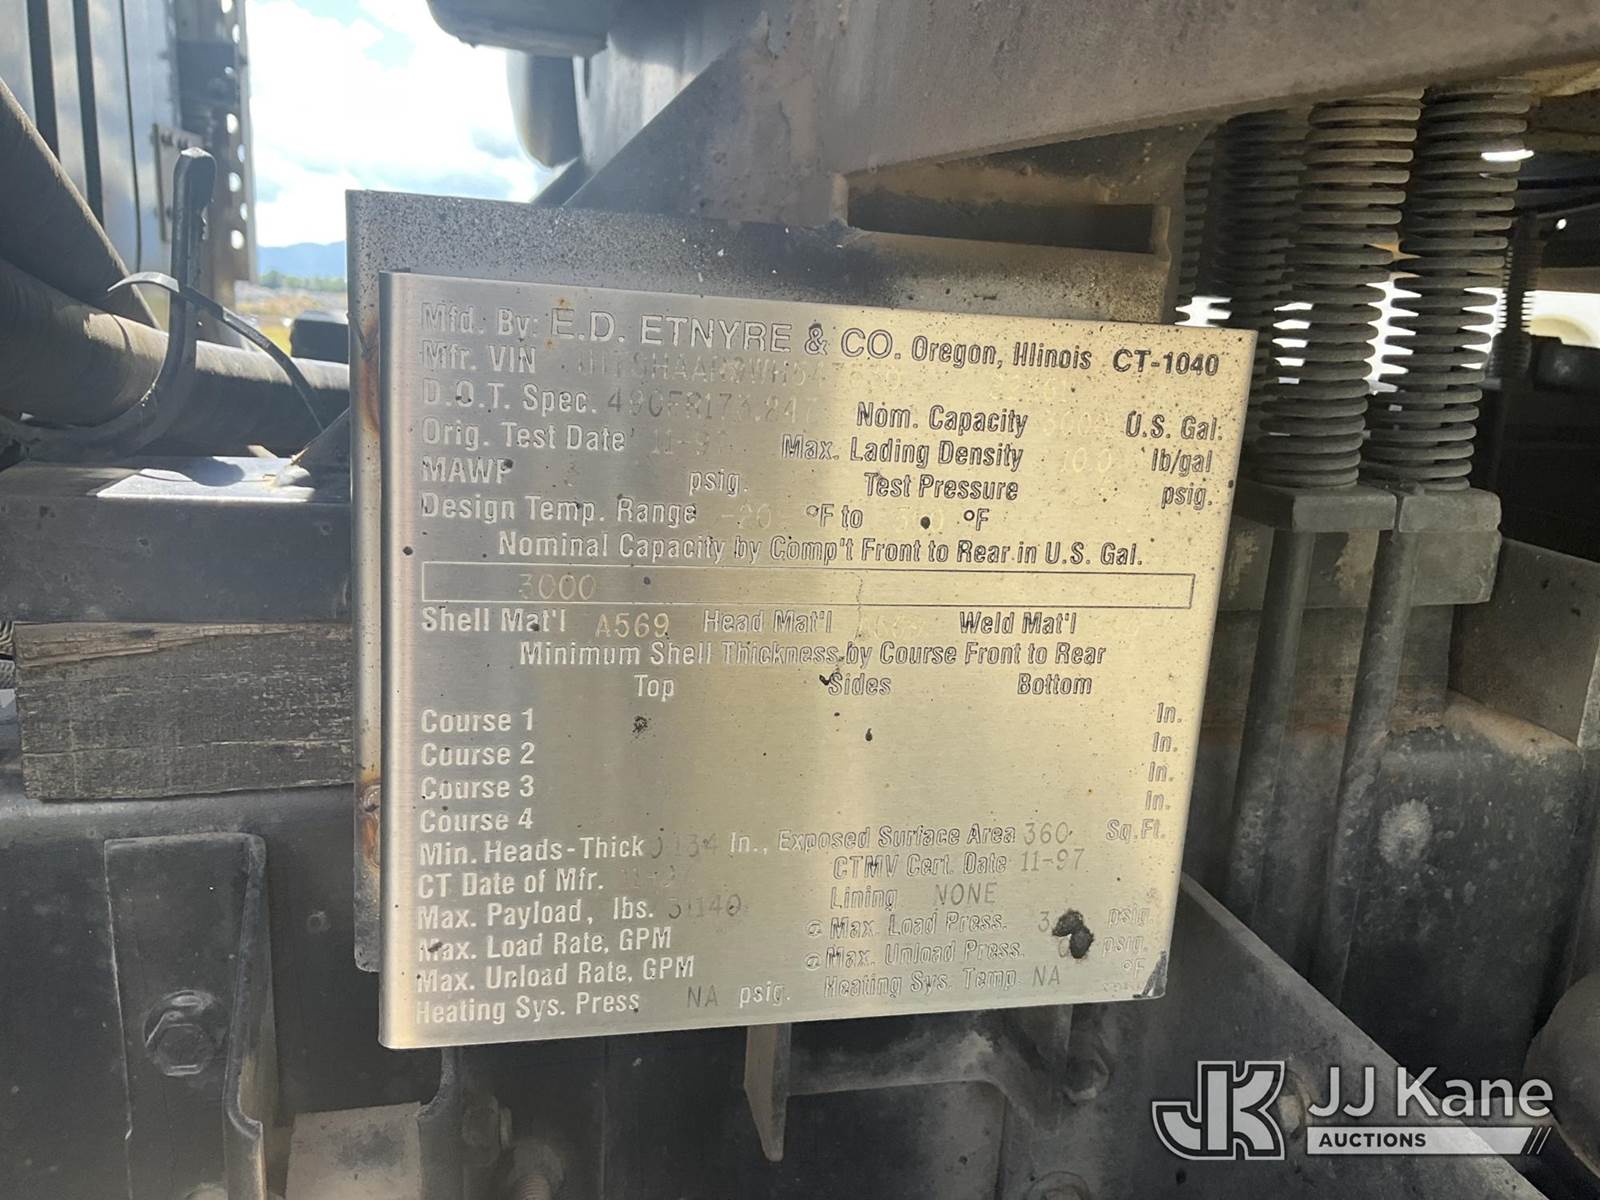 Mfd. By: E.D. ETNYRE & CO. Oregon, Illinois CT-1040
Mfr. VIN
D.O.T. Spec. Nom. Capacity U.S. Gal.
Orig. Test Date Max. Lading Density lb/gal
MAWP psig. Test Pressure psig.
Design Temp. Range -20 °F to °F
Nominal Capacity by Comp't Front to Rear in U.S. Gal.
3000
Shell Mat'l A569 Head Mat'l Weld Mat'l
Minimum Shell Thickness by Course Front to Rear
Top Sides Bottom
Course 1 In.
Course 2 In.
Course 3 In.
Course 4 In.
Min. Heads-Thick In., Exposed Surface Area 360 Sq.Ft.
CT Date of Mfr. CTMV Cert. Date 11-97
Max. Payload, lbs. Lining NONE
Max. Load Rate, GPM Max. Load Press. 3 psig.
Max. Unload Rate, GPM Max. Unload Press. psig.
Heating Sys. Press NA psig. Heating Sys. Temp NA °F
JK JJ Kane
AUCTIONS